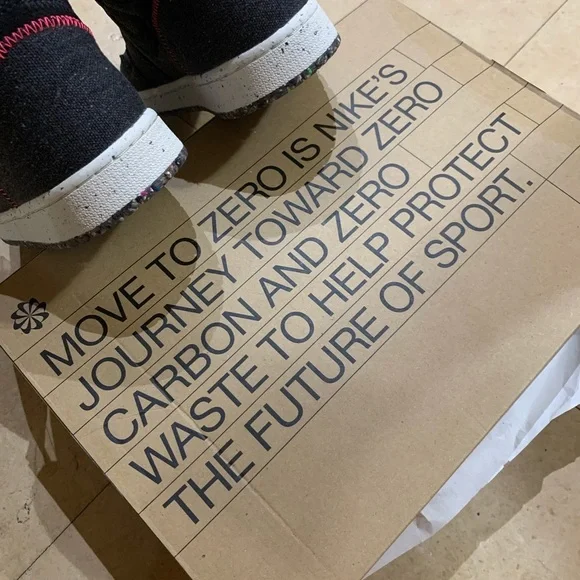 MOVE TO ZERO IS NIKE'S
JOURNEY TOWARD ZERO
CARBON AND ZERO
WASTE TO HELP PROTECT
THE FUTURE OF SPORT.